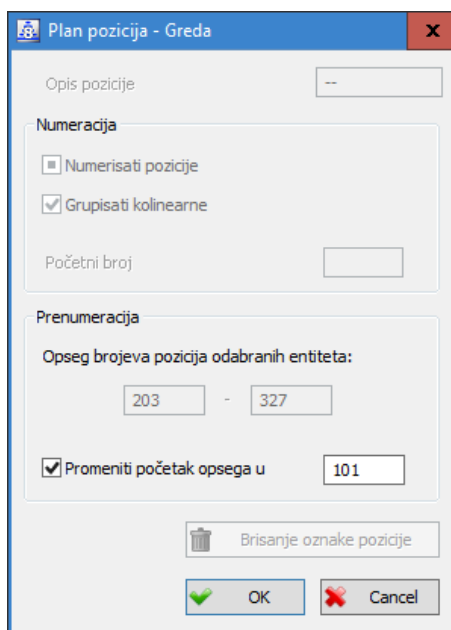 Plan pozicija - Greda
Opis pozicije --
Numeracija
Numerisati pozicije
Grupisati kolinearne
Početni broj
Prenumeracija
Opseg brojeva pozicija odabranih entiteta:
203 - 327
Promeniti početak opsega u 101
Brisanje oznake pozicije
OK Cancel